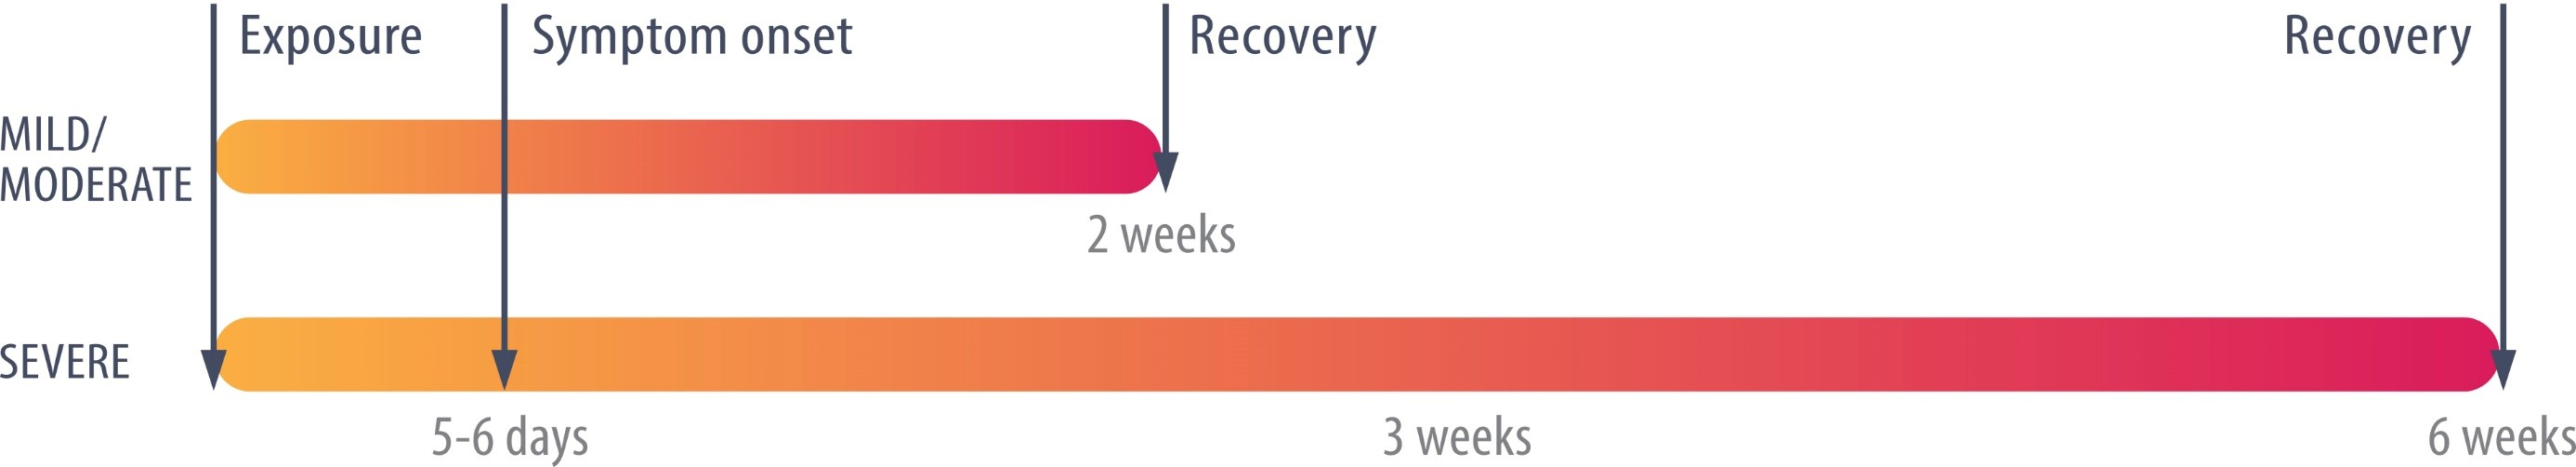 Exposure
Symptom onset
Recovery
Recovery
MILD/
MODERATE
2 weeks
SEVERE
5-6 days
3 weeks
6 weeks